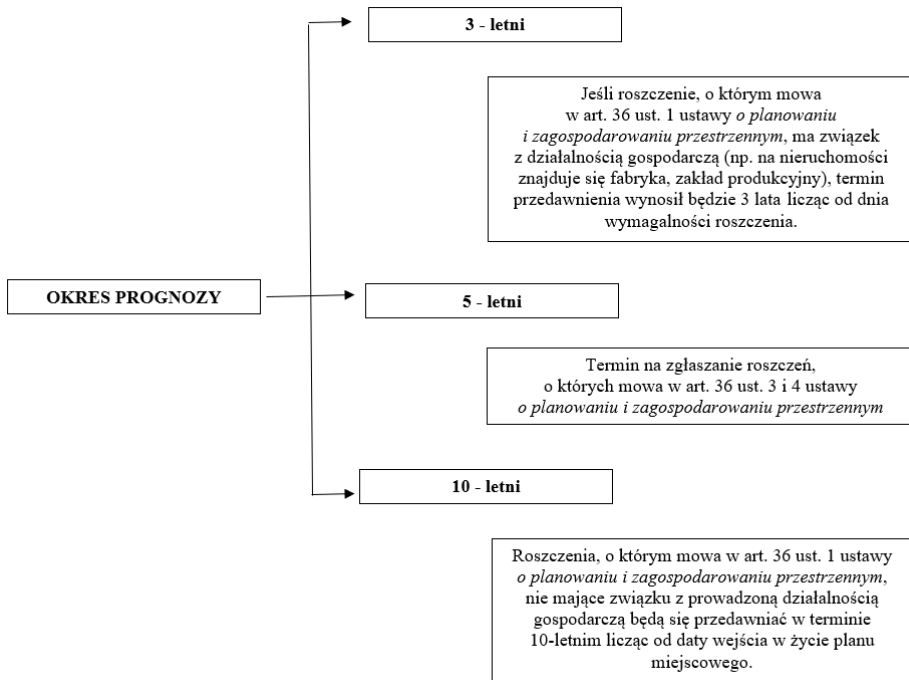 3 - letni
Jeśli roszczenie, o którym mowa
w art. 36 ust. 1 ustawy o planowaniu
i zagospodarowaniu przestrzennym, ma związek
z działalnością gospodarczą (np. na nieruchomości
znajduje się fabryka, zakład produkcyjny), termin
przedawnienia wynosił będzie 3 lata licząc od dnia
wymagalności roszczenia.
OKRES PROGNOZY
5 - letni
Termin na zgłaszanie roszczeń,
o których mowa w art. 36 ust. 3 i 4 ustawy
o planowaniu i zagospodarowaniu przestrzennym
10 - letni
Roszczenia, o którym mowa w art. 36 ust. 1 ustawy
o planowaniu i zagospodarowaniu przestrzennym,
nie mające związku z prowadzoną działalnością
gospodarczą będą się przedawniać w terminie
10-letnim licząc od daty wejścia w życie planu
miejscowego.